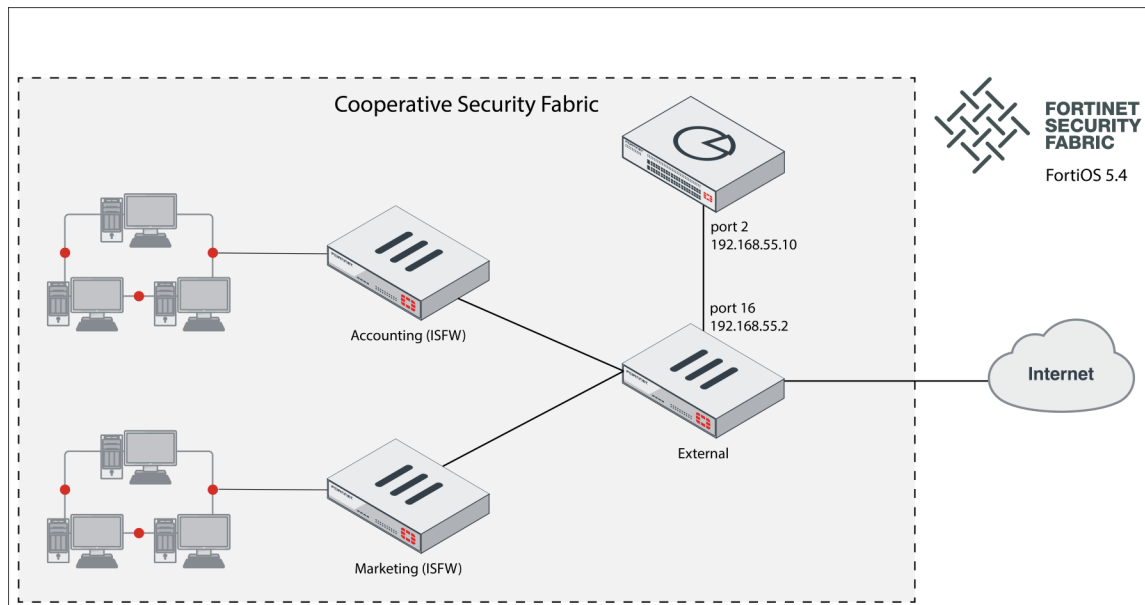 Cooperative Security Fabric
FORTINET
SECURITY
FABRIC
FortiOS 5.4
port 2
192.168.55.10
port 16
192.168.55.2
Accounting (ISFW)
External
Internet
Marketing (ISFW)